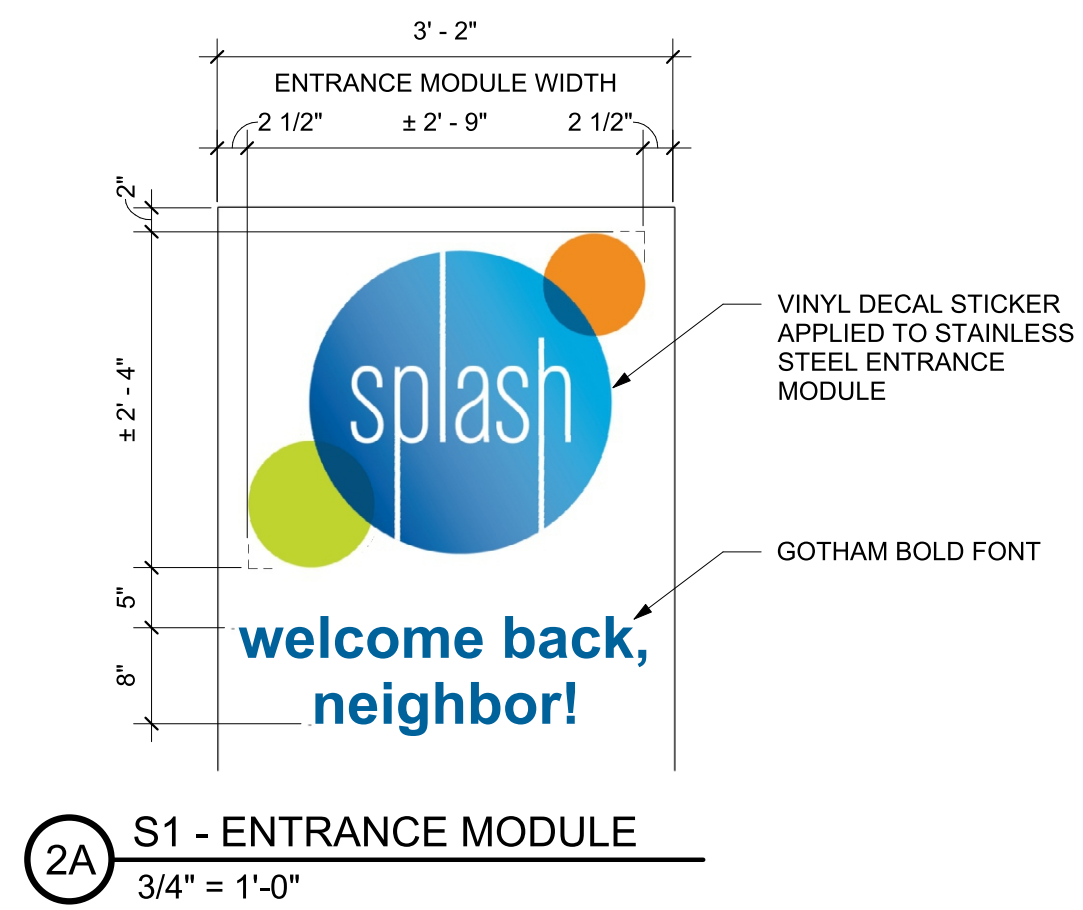 3' - 2"
ENTRANCE MODULE WIDTH
2 1/2" ± 2' - 9" 2 1/2"
2"
± 2' - 4"
5"
8"
splash
VINYL DECAL STICKER
APPLIED TO STAINLESS
STEEL ENTRANCE
MODULE
GOTHAM BOLD FONT
welcome back,
neighbor!
2A
S1 - ENTRANCE MODULE
3/4" = 1'-0"